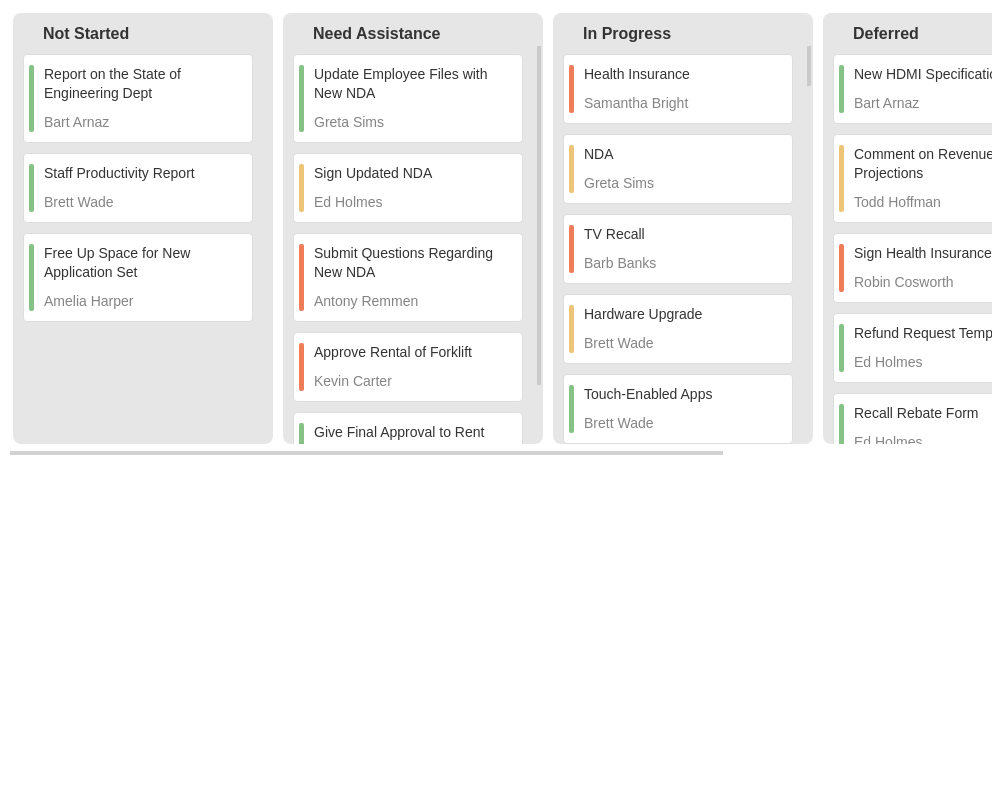 Not Started
Report on the State of
Engineering Dept
Bart Arnaz
Staff Productivity Report
Brett Wade
Free Up Space for New
Application Set
Amelia Harper
Need Assistance
Update Employee Files with
New NDA
Greta Sims
Sign Updated NDA
Ed Holmes
Submit Questions Regarding
New NDA
Antony Remmen
Approve Rental of Forklift
Kevin Carter
Give Final Approval to Rent
In Progress
Health Insurance
Samantha Bright
NDA
Greta Sims
TV Recall
Barb Banks
Hardware Upgrade
Brett Wade
Touch-Enabled Apps
Brett Wade
Deferred
New HDMI
Bart Arnaz
Comment on Revenue
Projections
Todd Hoffman
Sign Health Insurance
Robin Cosworth
Refund Request
Ed Holmes
Recall Rebate Form
Ed Holmes